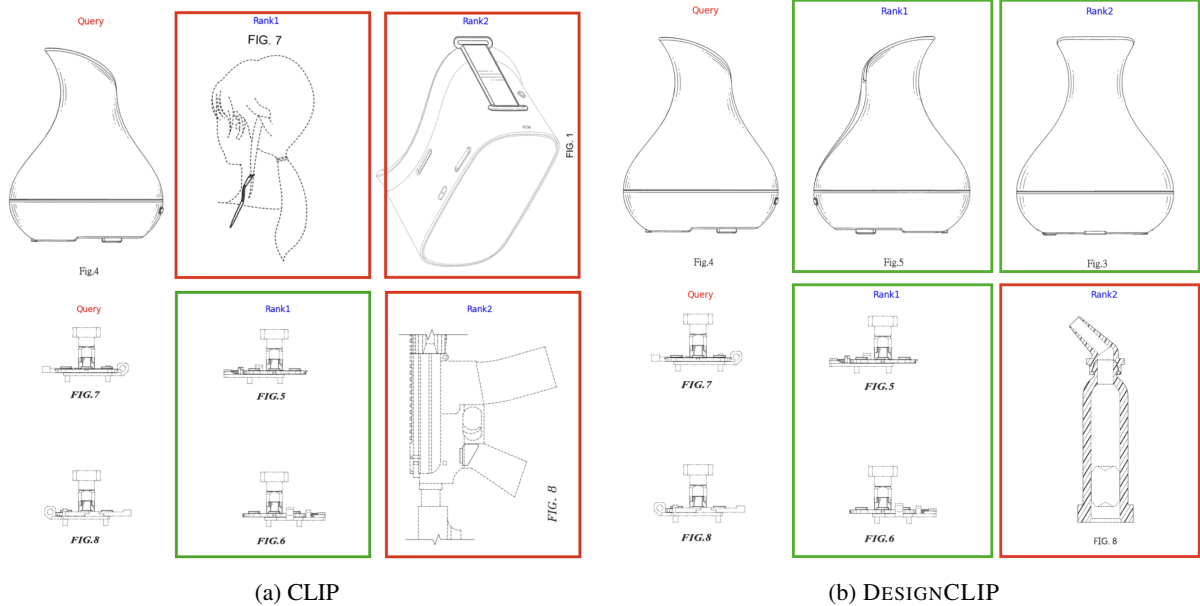 Query
Rank1
Rank2
FIG. 7
FIG. 1
Fig.4
Query
Rank1
Rank2
FIG.7
FIG.5
FIG.8
FIG.6
FIG. 8
(a) CLIP
Query
Rank1
Rank2
Fig.4
Fig.5
Fig.3
Query
Rank1
Rank2
FIG.7
FIG.5
FIG.8
FIG.6
FIG. 8
(b) DESIGNCLIP